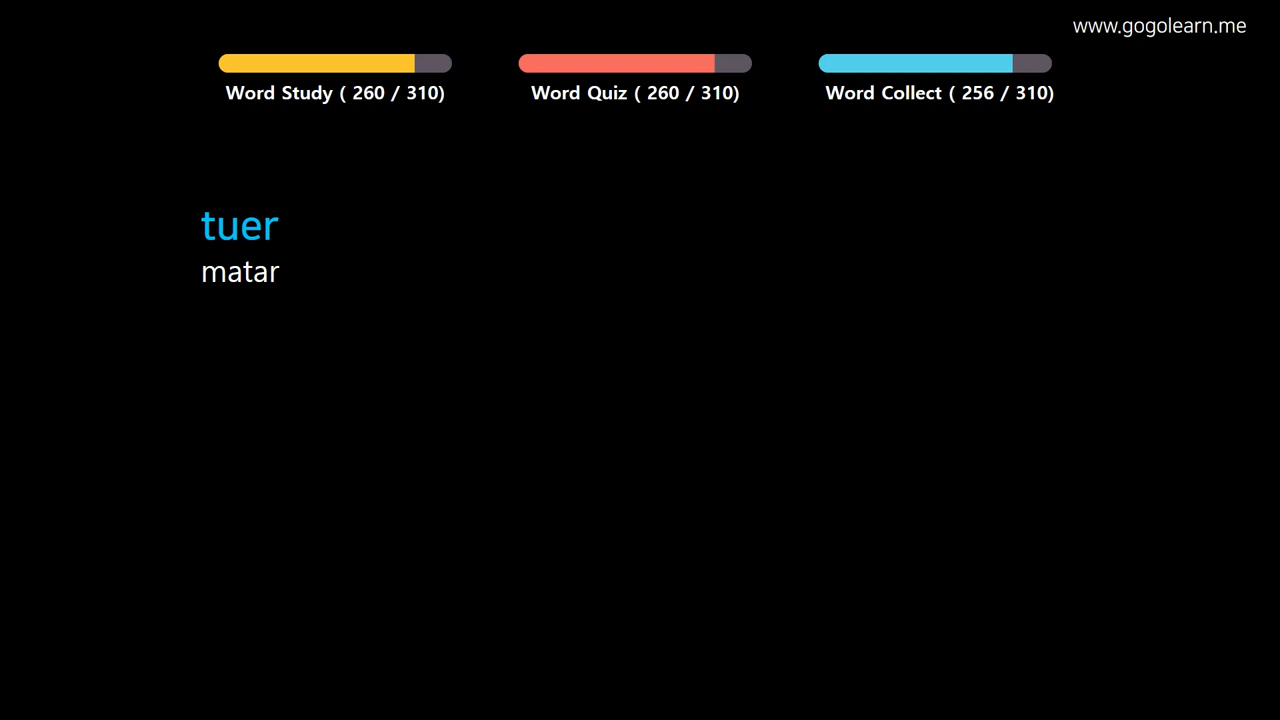 www.gogolearn.me
Word Study ( 260 / 310)
Word Quiz ( 260 / 310)
Word Collect ( 256 / 310)
tuer
matar